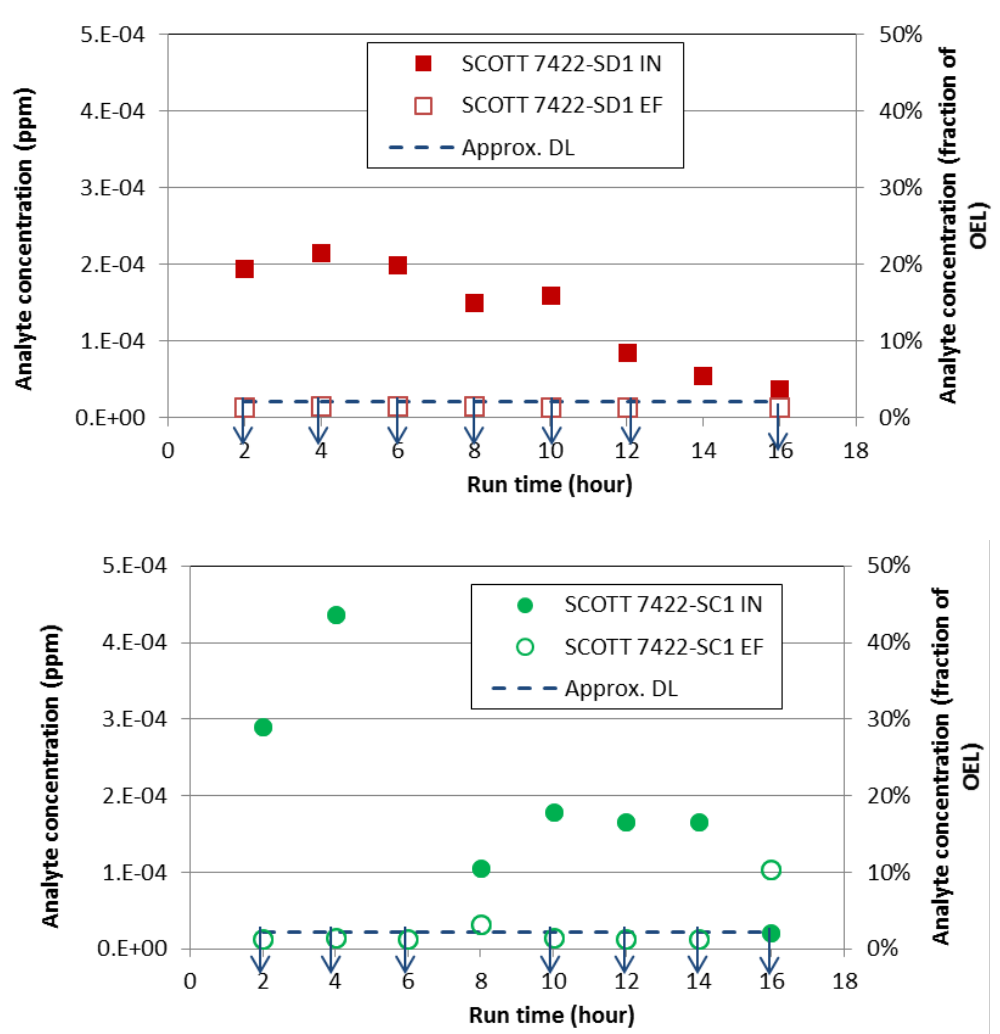 5.E-04
4.E-04
3.E-04
2.E-04
1.E-04
0.E+00
Analyte concentration (ppm)
SCOTT 7422-SD1 IN
SCOTT 7422-SD1 EF
Approx. DL
50%
40%
30%
20%
10%
0%
Analyte concentration (fraction of
OEL)
0 2 4 6 8 10 12 14 16 18
Run time (hour)
5.E-04
4.E-04
3.E-04
2.E-04
1.E-04
0.E+00
Analyte concentration (ppm)
SCOTT 7422-SC1 IN
SCOTT 7422-SC1 EF
Approx. DL
50%
40%
30%
20%
10%
0%
Analyte concentration (fraction of
OEL)
0 2 4 6 8 10 12 14 16 18
Run time (hour)